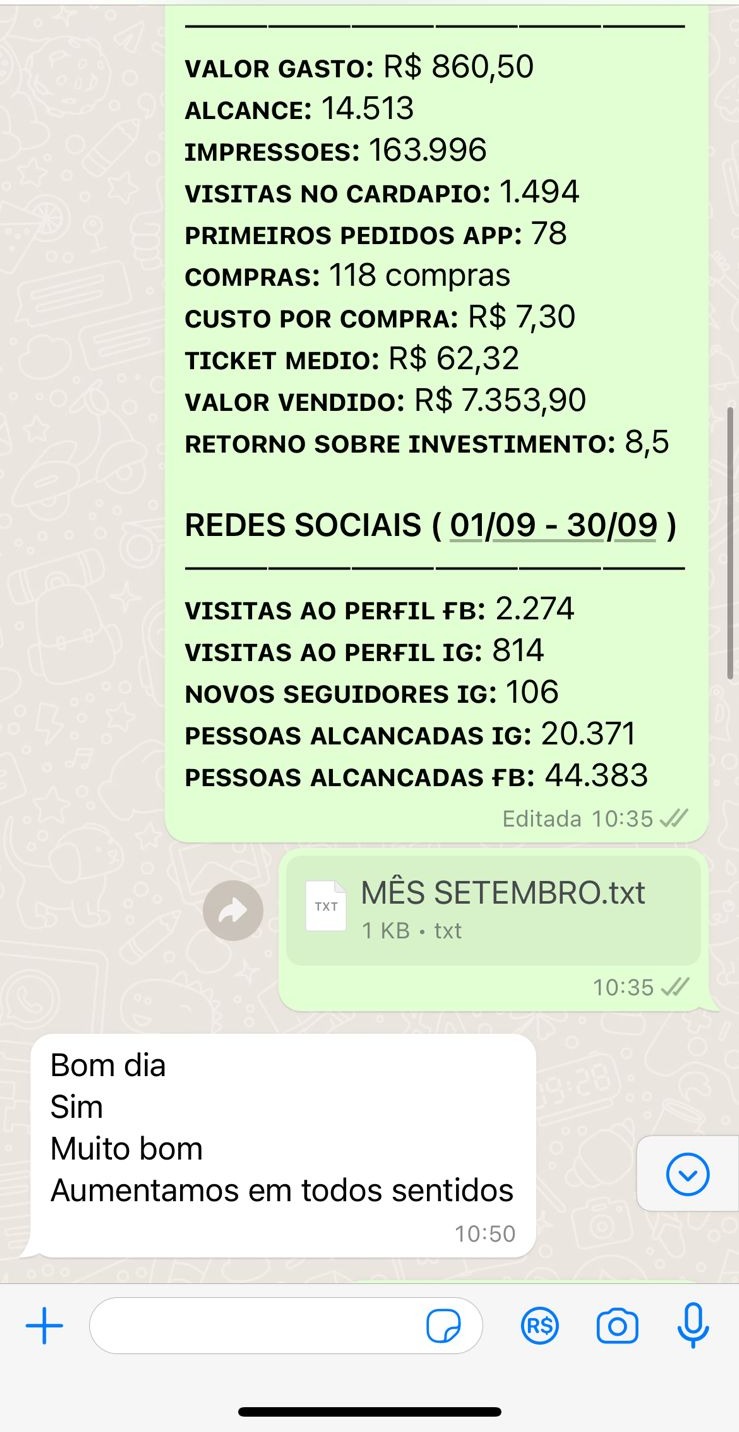 VALOR GASTO: R$ 860,50
ALCANCE: 14.513
IMPRESSOES: 163.996
VISITAS NO CARDAPIO: 1.494
PRIMEIROS PEDIDOS APP: 78
COMPRAS: 118 compras
CUSTO POR COMPRA: R$ 7,30
TICKET MEDIO: R$ 62,32
VALOR VENDIDO: R$ 7.353,90
RETORNO SOBRE INVESTIMENTO: 8,5
REDES SOCIAIS ( 01/09 - 30/09 )
VISITAS AO PERFIL FB: 2.274
VISITAS AO PERFIL IG: 814
NOVOS SEGUIDORES IG: 106
PESSOAS ALCANCADAS IG: 20.371
PESSOAS ALCANCADAS FB: 44.383
Editada 10:35
TXT
MÊS SETEMBRO.txt
1 KB • txt
10:35
Bom dia
Sim
Muito bom
Aumentamos em todos sentidos
10:50
R$